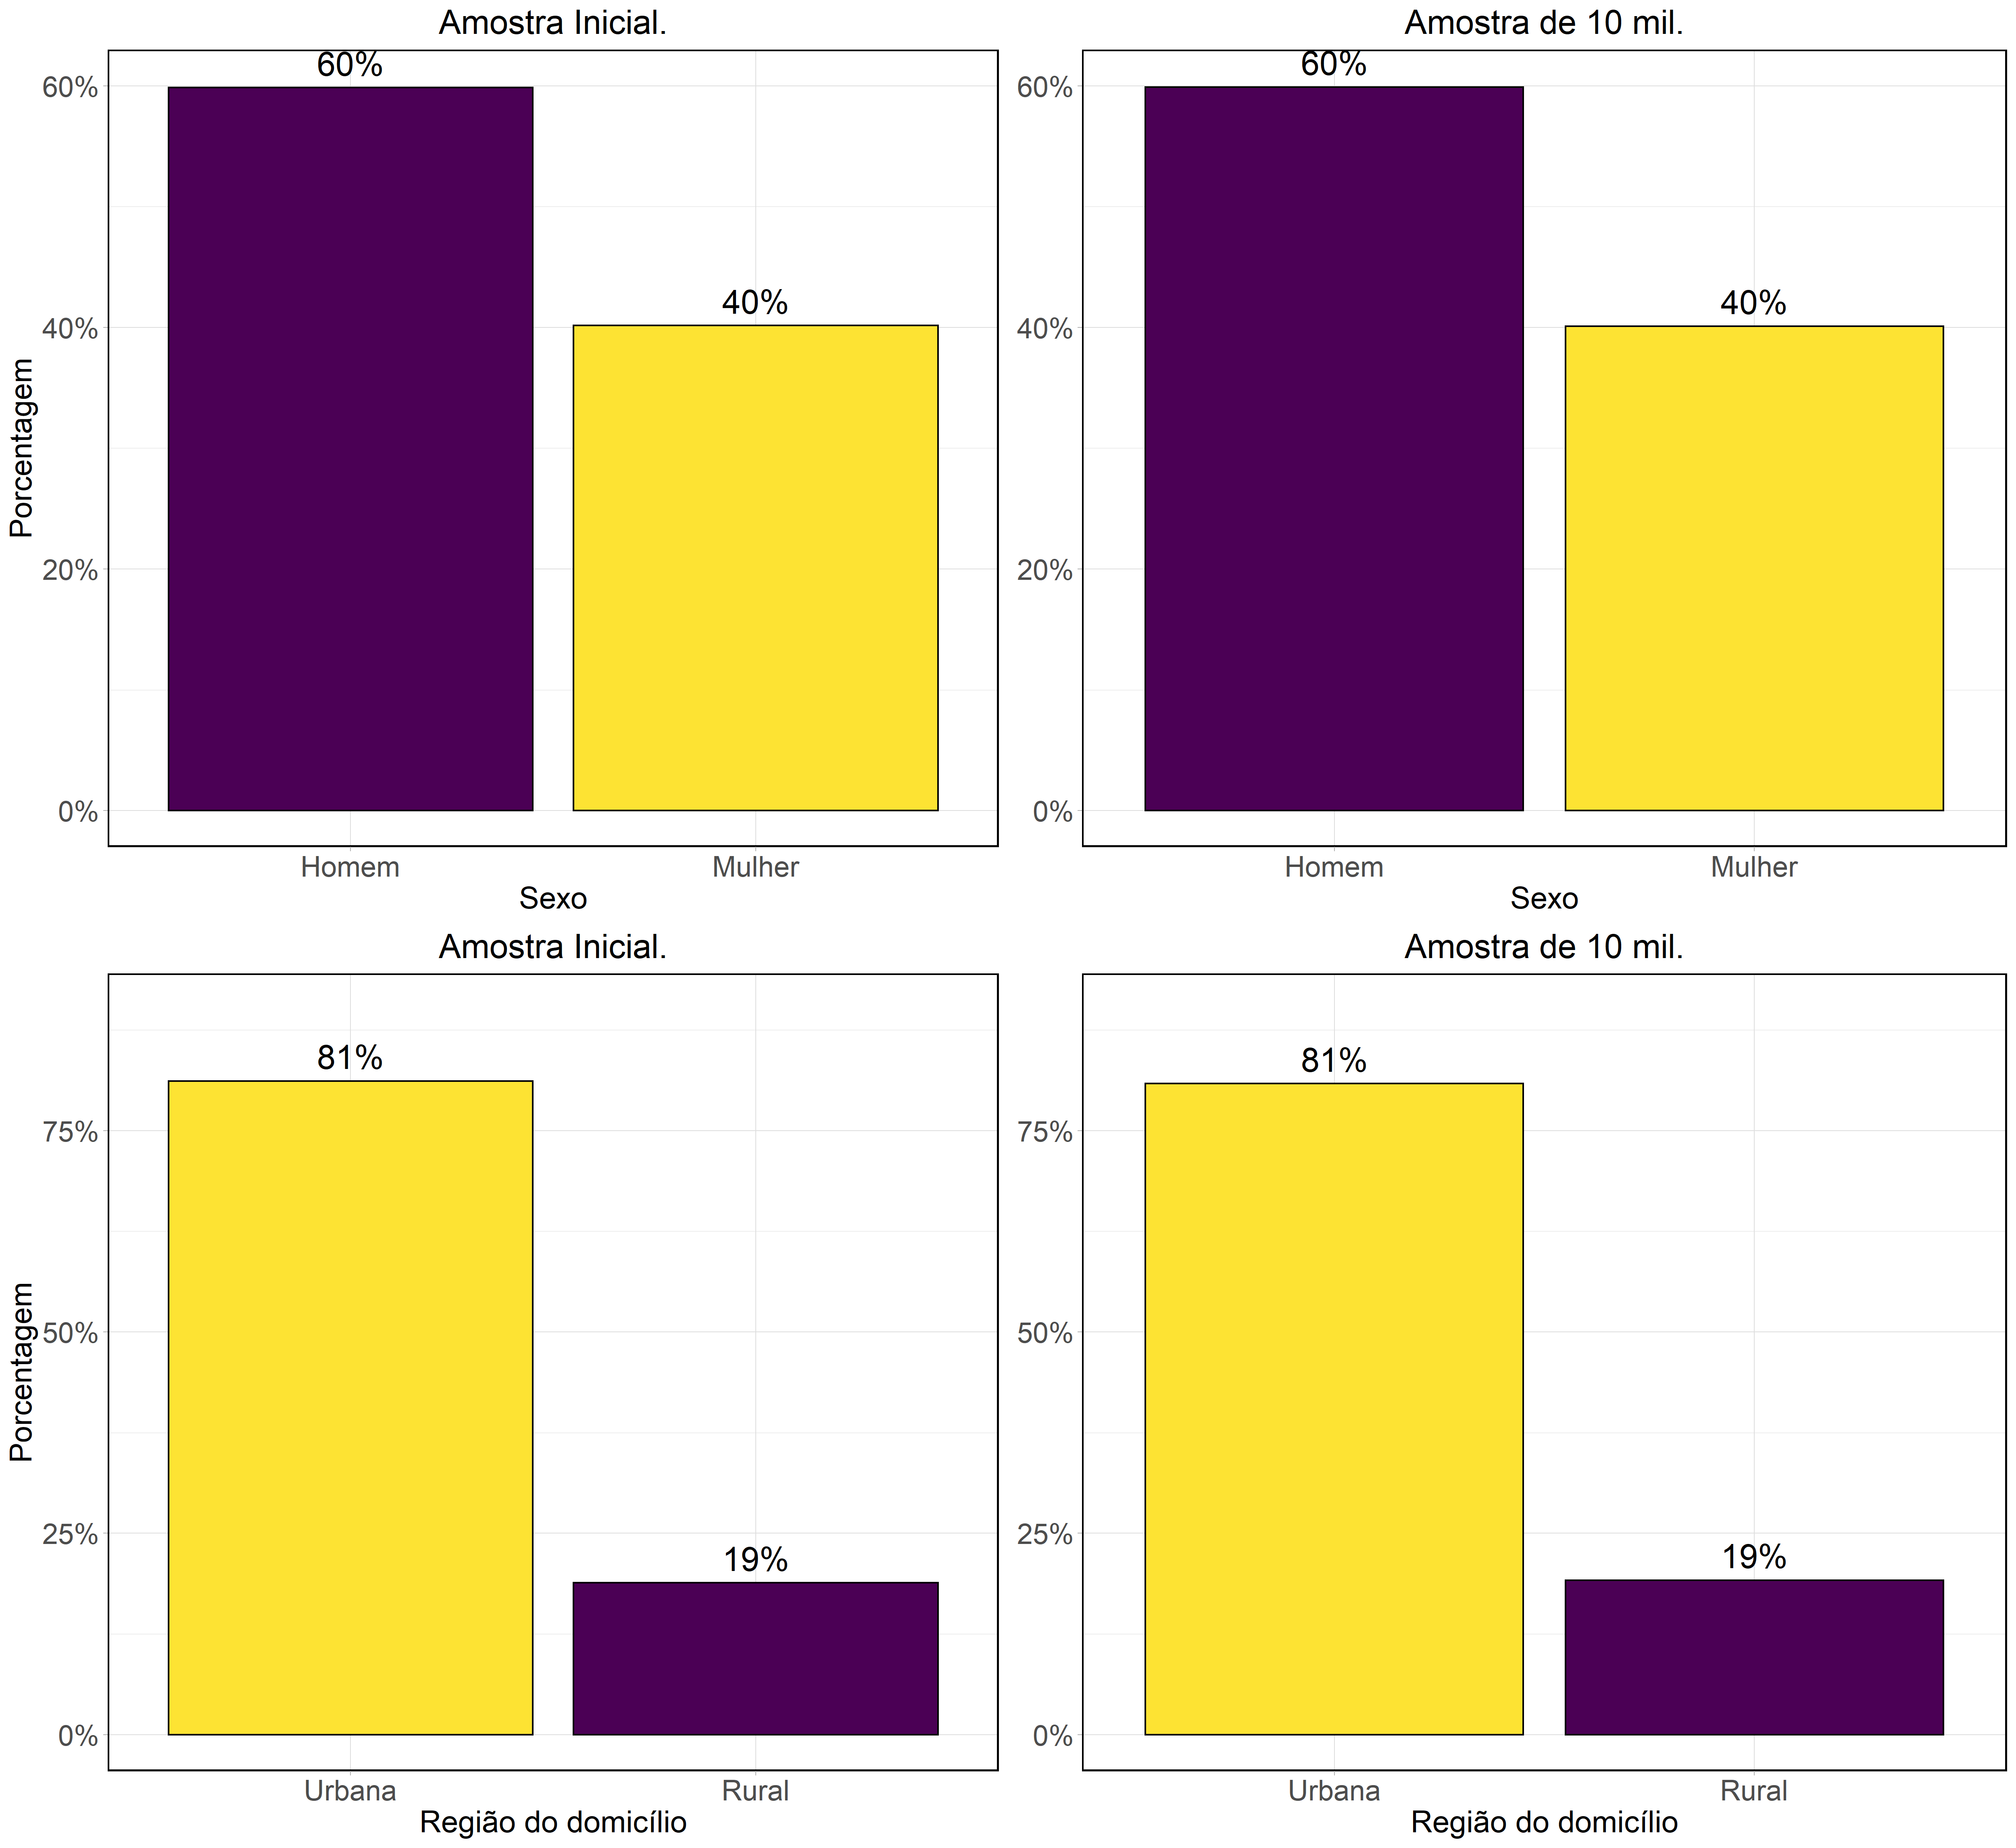 Amostra Inicial.
60%
60%
40%
40%
20%
0%
Porcentagem
Homem
Mulher
Sexo
Amostra de 10 mil.
60%
60%
40%
40%
20%
0%
Homem
Mulher
Sexo
Amostra Inicial.
81%
75%
50%
25%
19%
0%
Porcentagem
Urbana
Rural
Região do domicílio
Amostra de 10 mil.
81%
75%
50%
25%
19%
0%
Urbana
Rural
Região do domicílio